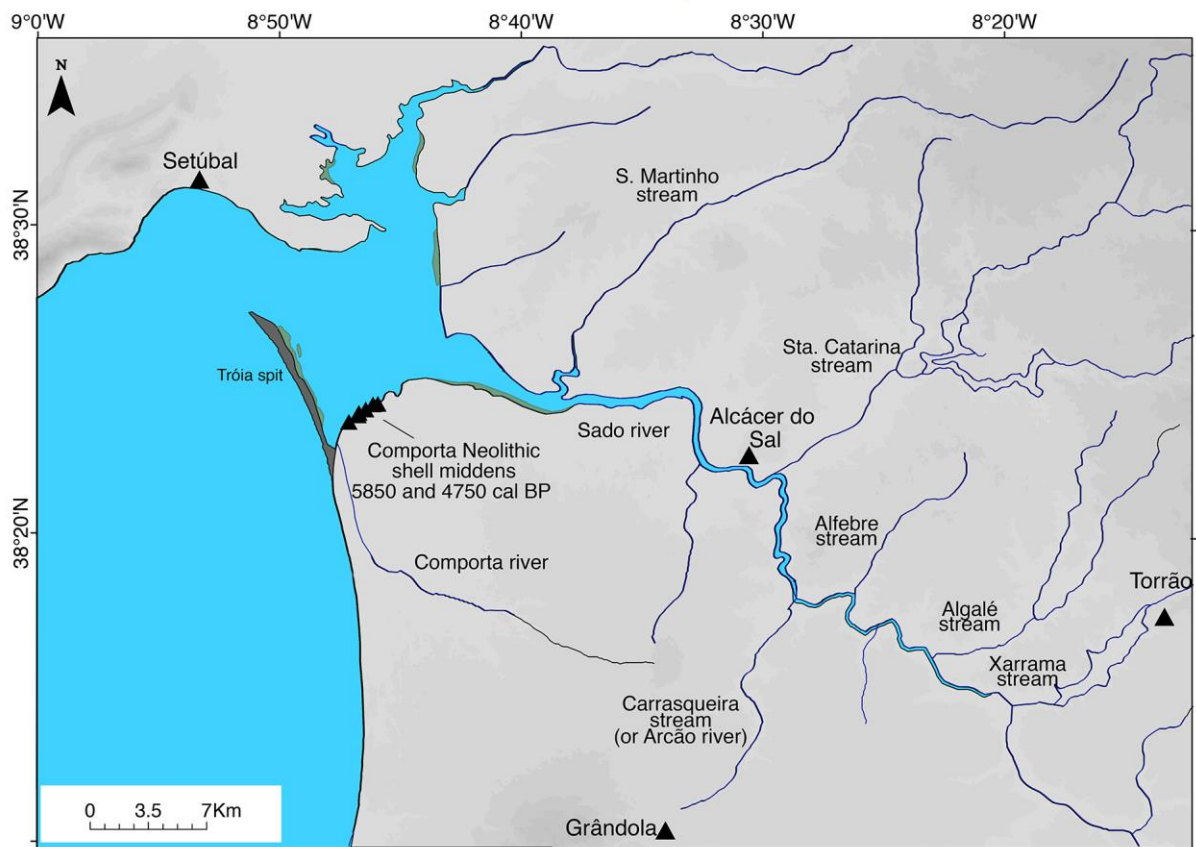 9°0'W 8°50'W 8°40'W 8°30'W 8°20'W
N
Setúbal
38°30'N
S. Martinho
stream
Tróia spit
Sta. Catarina
stream
Alcácer do
Sal
Sado river
Comporta Neolithic
shell middens
5850 and 4750 cal BP
38°20'N
Alfebre
stream
Comporta river
Torrão
Algalé
stream
Xarrama
stream
Carrasqueira
stream
(or Arcão river)
0 3.5 7Km
Grândola